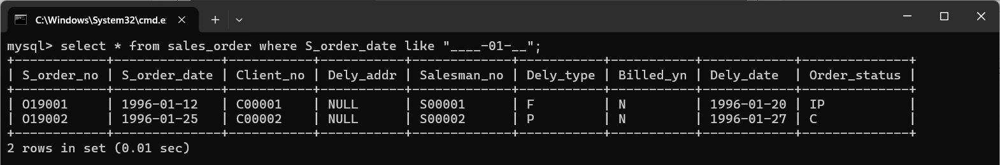 C:\Windows\System32\cmd.e:
mysql> select * from sales_order where S_order_date like "____-01-__";
+------------+--------------+-----------+-----------+-------------+-----------+-----------+------------+--------------+
| S_order_no | S_order_date | Client_no | Dely_addr | Salesman_no | Dely_type | Billed_yn | Dely_date  | Order_status |
+------------+--------------+-----------+-----------+-------------+-----------+-----------+------------+--------------+
| O19001     | 1996-01-12   | C00001    | NULL      | S00001      | F         | N         | 1996-01-20 | IP           |
| O19002     | 1996-01-25   | C00002    | NULL      | S00002      | P         | N         | 1996-01-27 | C            |
+------------+--------------+-----------+-----------+-------------+-----------+-----------+------------+--------------+
2 rows in set (0.01 sec)